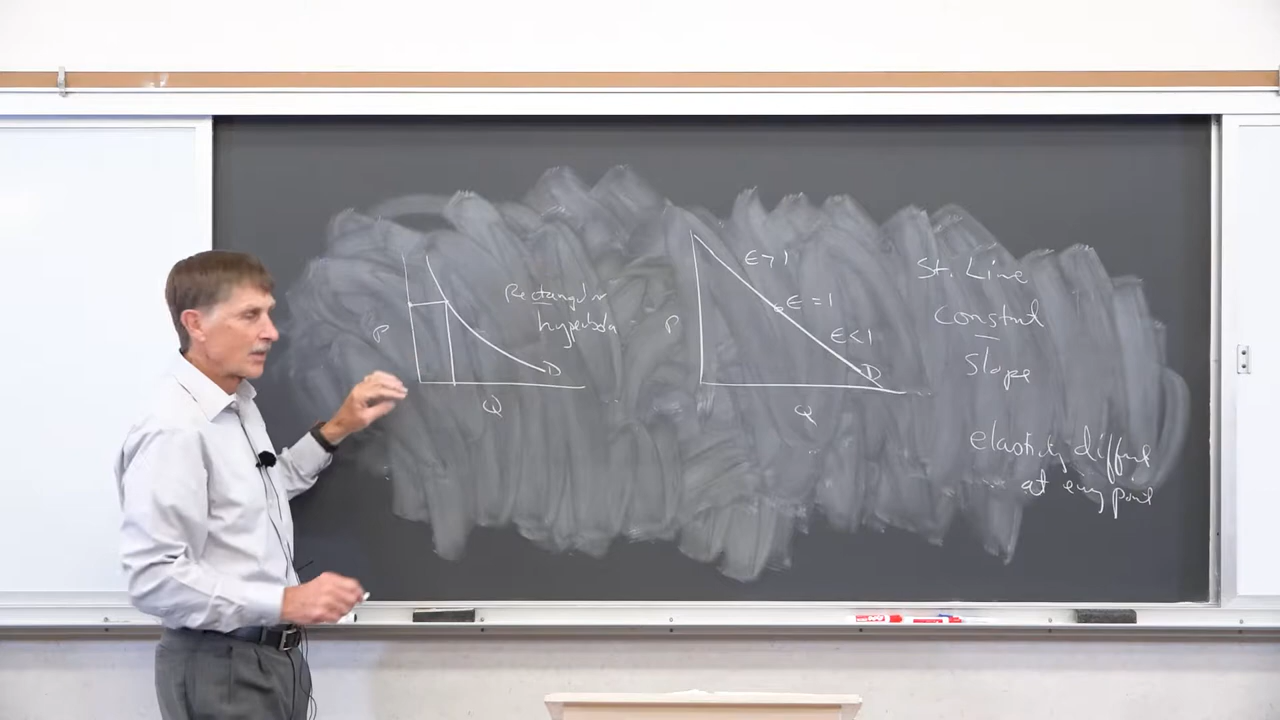 P
D
Q
Rectangular
hyperbola
P
ε > 1
ε = 1
ε < 1
D
Q
St. Line
constant
slope
elasticity different
at every point